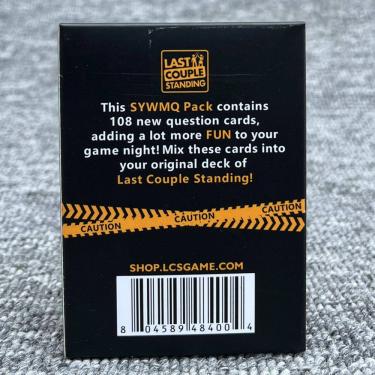 LAST
COUPLE
STANDING
This SYWMQ Pack contains
108 new question cards,
adding a lot more FUN to your
game night! Mix these cards into
your original deck of
Last Couple Standing!
CAUTION CAUTION CAUTION
SHOP.LCSGAME.COM
8 04589 48400 4